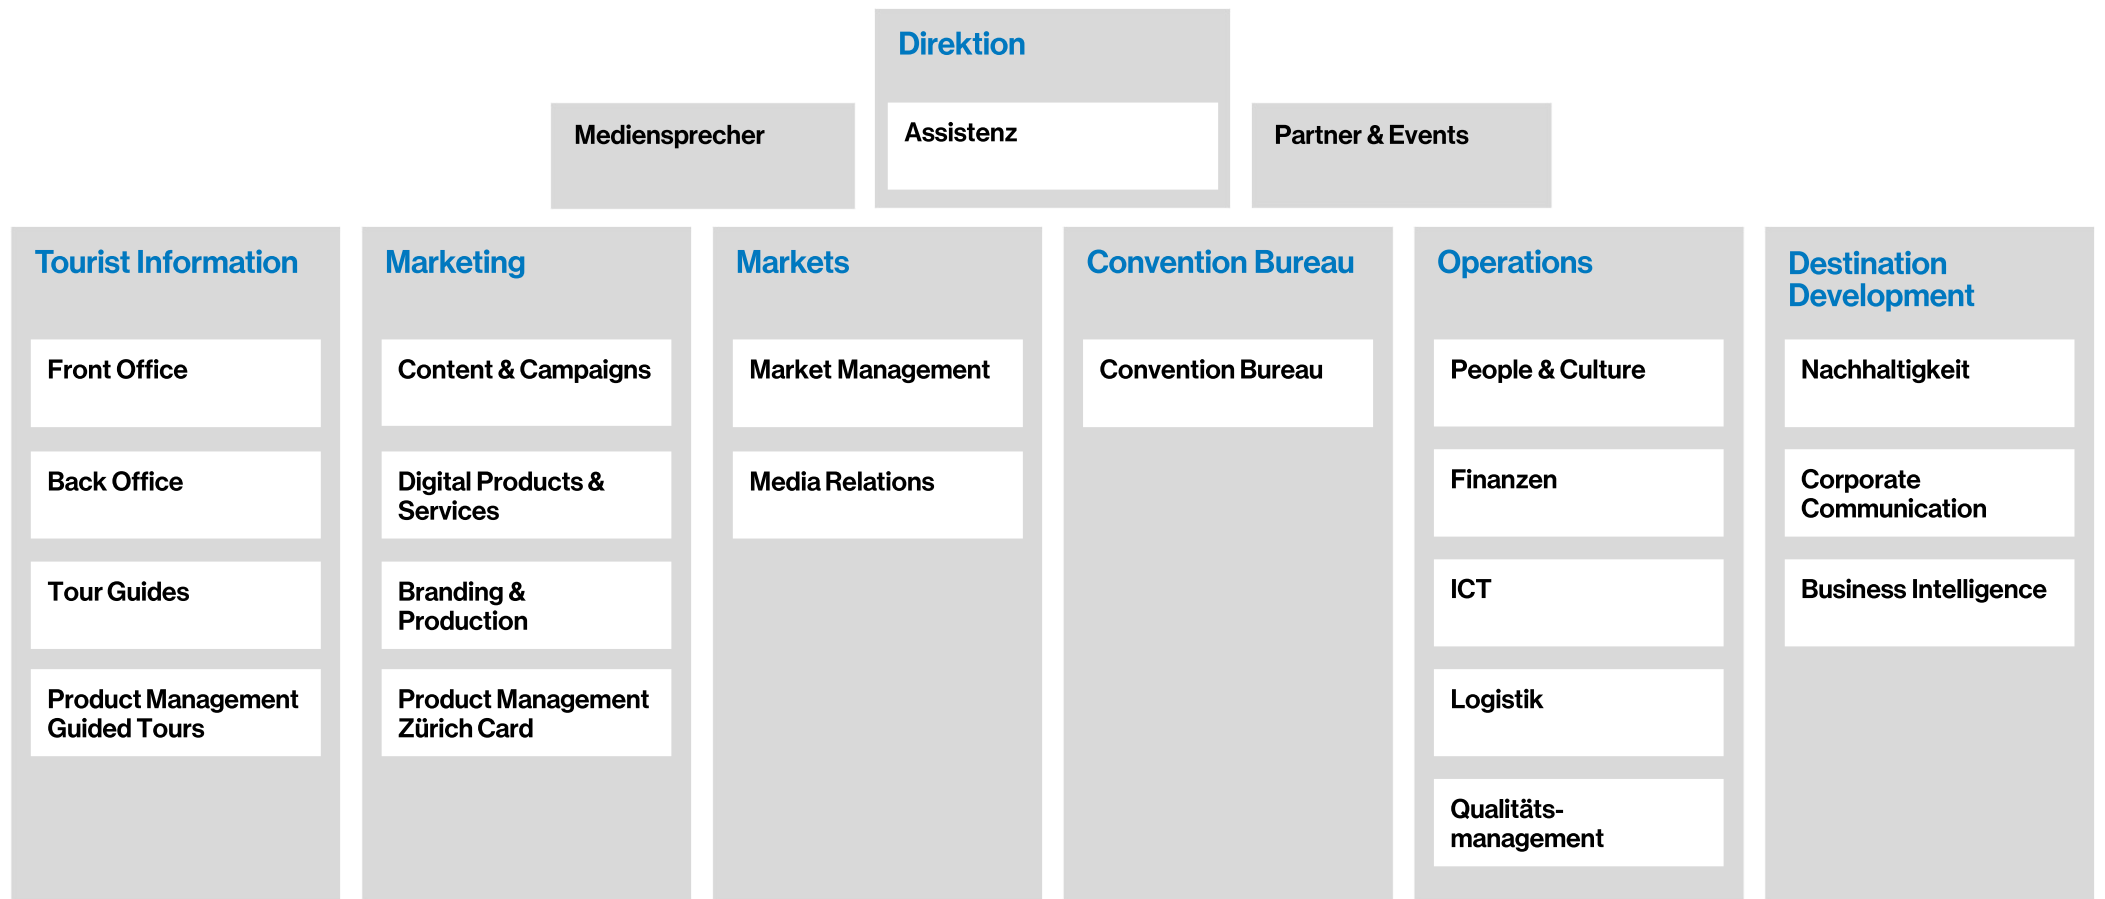 Direktion
Mediensprecher
Assistenz
Partner & Events
Tourist Information
Front Office
Back Office
Tour Guides
Product Management
Guided Tours
Marketing
Content & Campaigns
Digital Products &
Services
Branding &
Production
Product Management
Zürich Card
Markets
Market Management
Media Relations
Convention Bureau
Convention Bureau
Operations
People & Culture
Finanzen
ICT
Logistik
Qualitäts-
management
Destination
Development
Nachhaltigkeit
Corporate
Communication
Business Intelligence